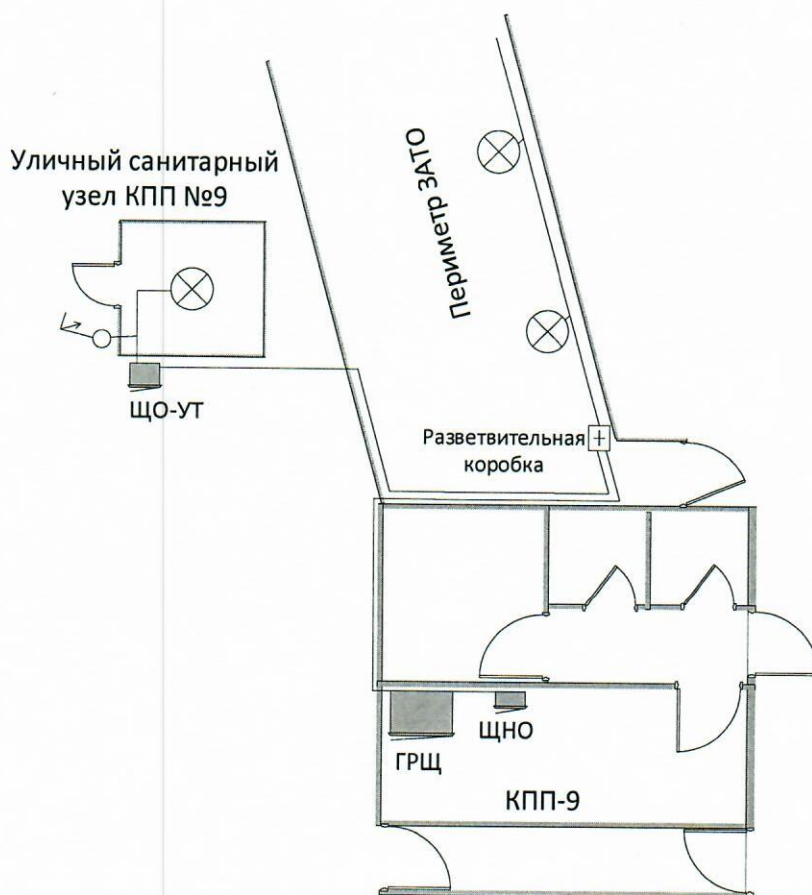 Уличный санитарный
узел КПП №9
Периметр ЗАТО
ЩО-УТ
Разветвительная
коробка
ЩНО
ГРЩ
КПП-9